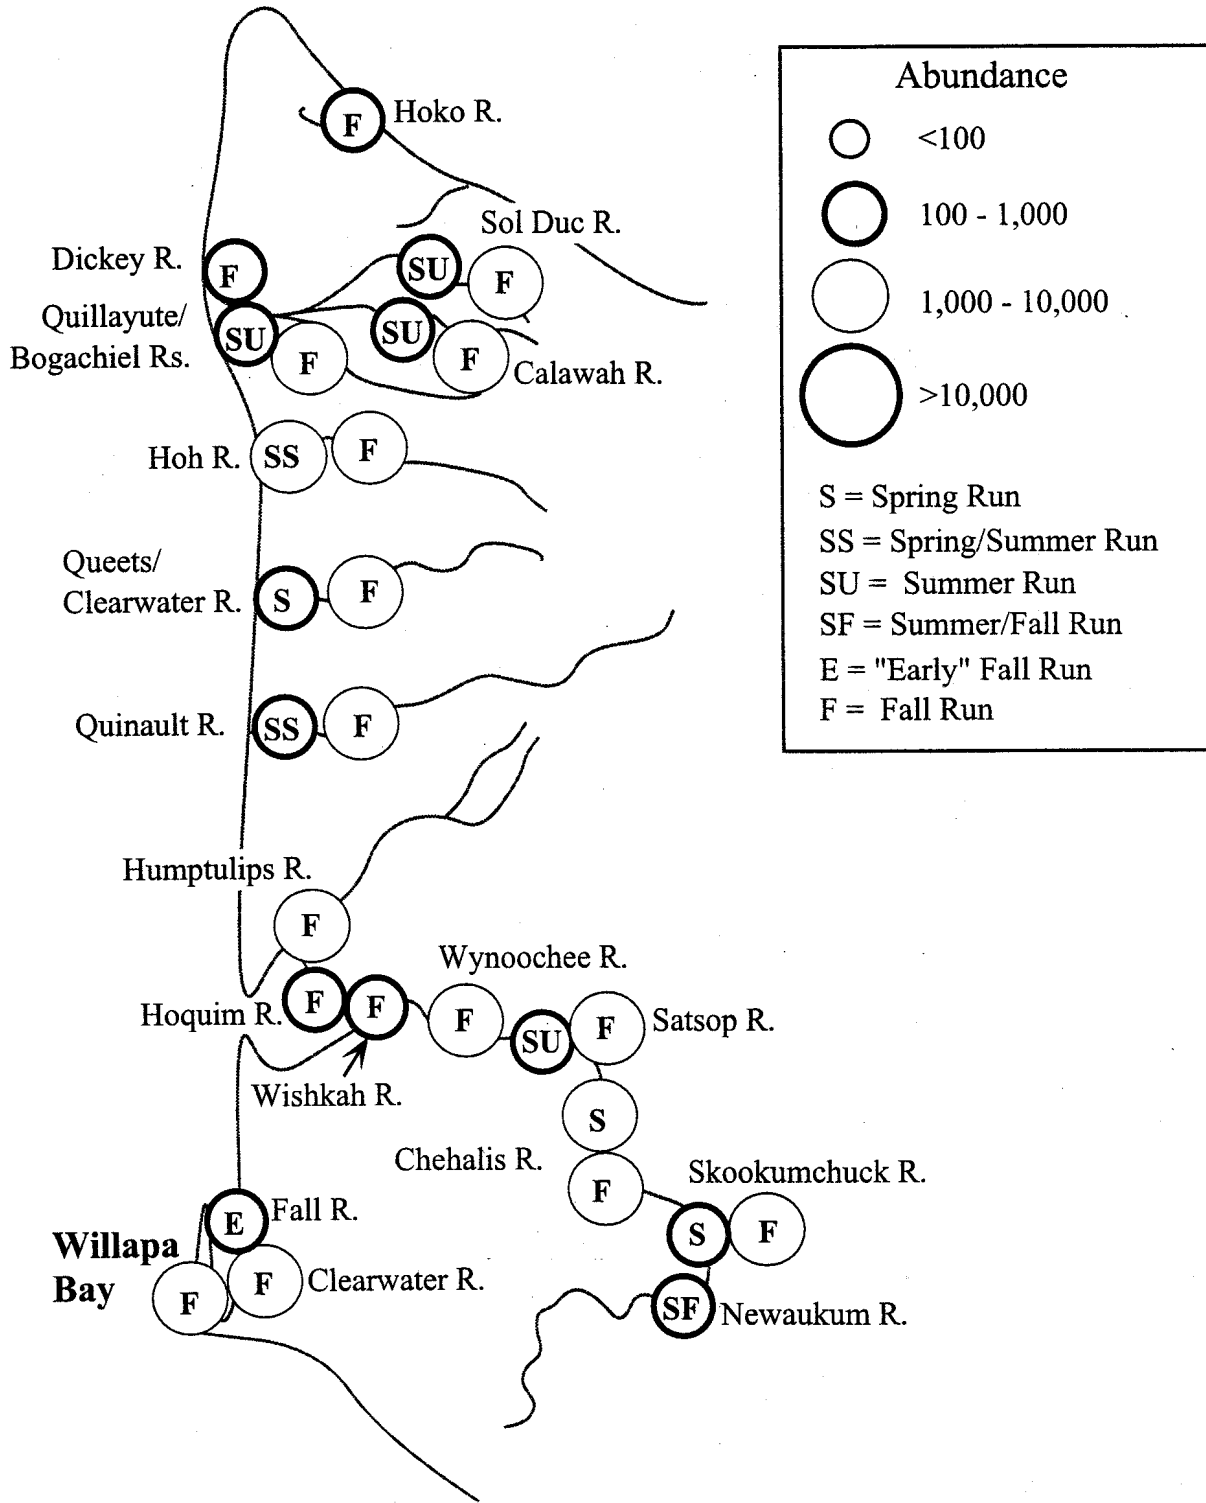 F
Hoko R.
Sol Duc R.
Dickey R.
F
SU
F
Quillayute/
Bogachiel Rs.
SU
F
SU
F
Calawah R.
Hoh R.
SS
F
Queets/
Clearwater R.
S
F
Quinault R.
SS
F
Humptulips R.
F
Hoquim R.
F
F
Wishkah R.
Wynoochee R.
F
SU
F
Satsop R.
S
Chehalis R.
F
Skookumchuck R.
S
F
SF
Newaukum R.
E
Fall R.
Willapa
Bay
F
F
Clearwater R.
Abundance
<100
100 - 1,000
1,000 - 10,000
>10,000
S = Spring Run
SS = Spring/Summer Run
SU = Summer Run
SF = Summer/Fall Run
E = "Early" Fall Run
F = Fall Run